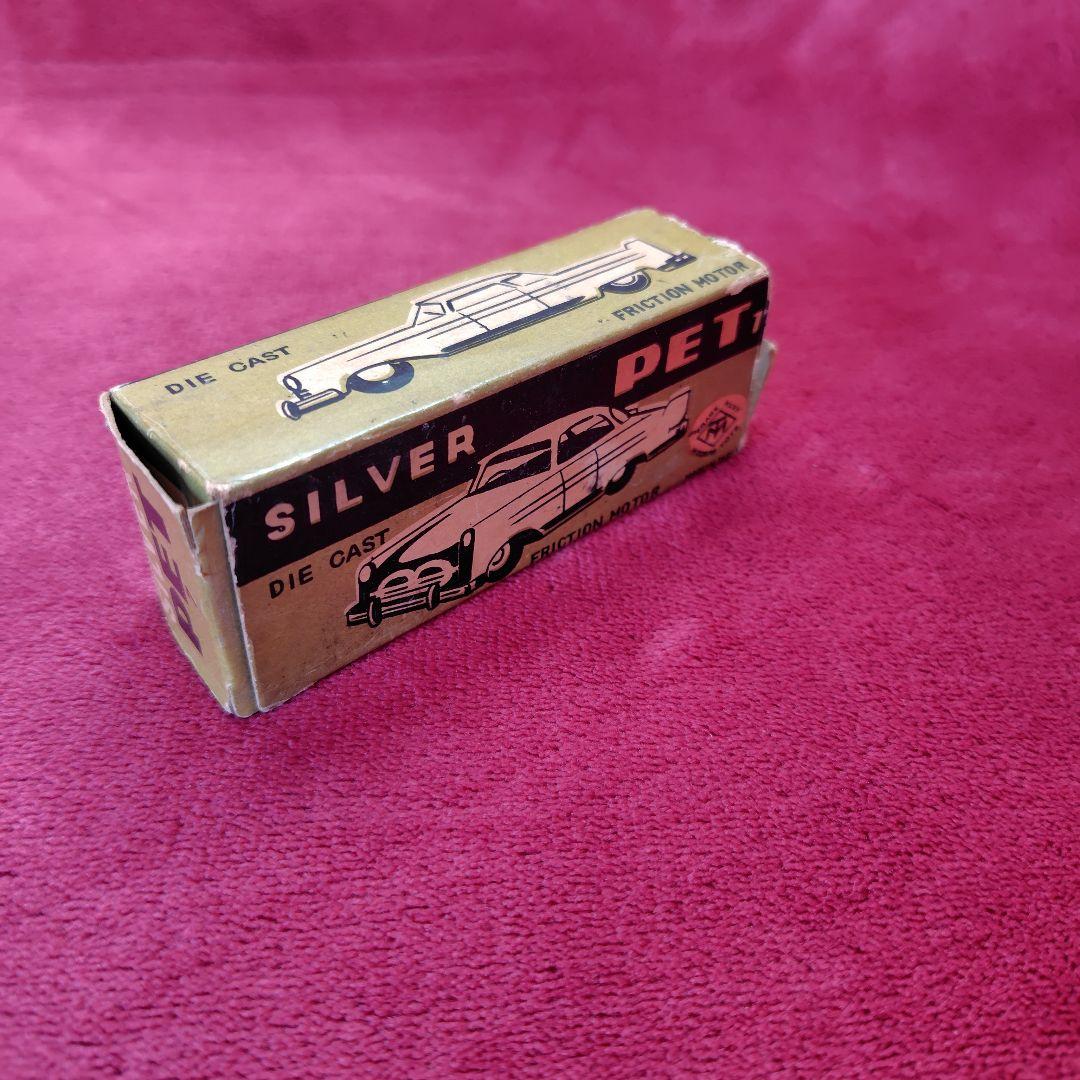 DIE CAST
FRICTION MOTOR
SILVER PET
DIE CAST
FRICTION MOTOR
PET